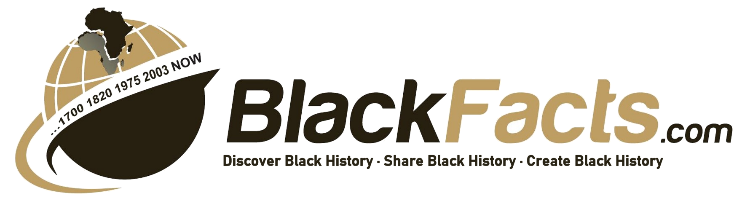 ...1700 1820 1975 2003 NOW
BlackFacts.com
Discover Black History · Share Black History · Create Black History